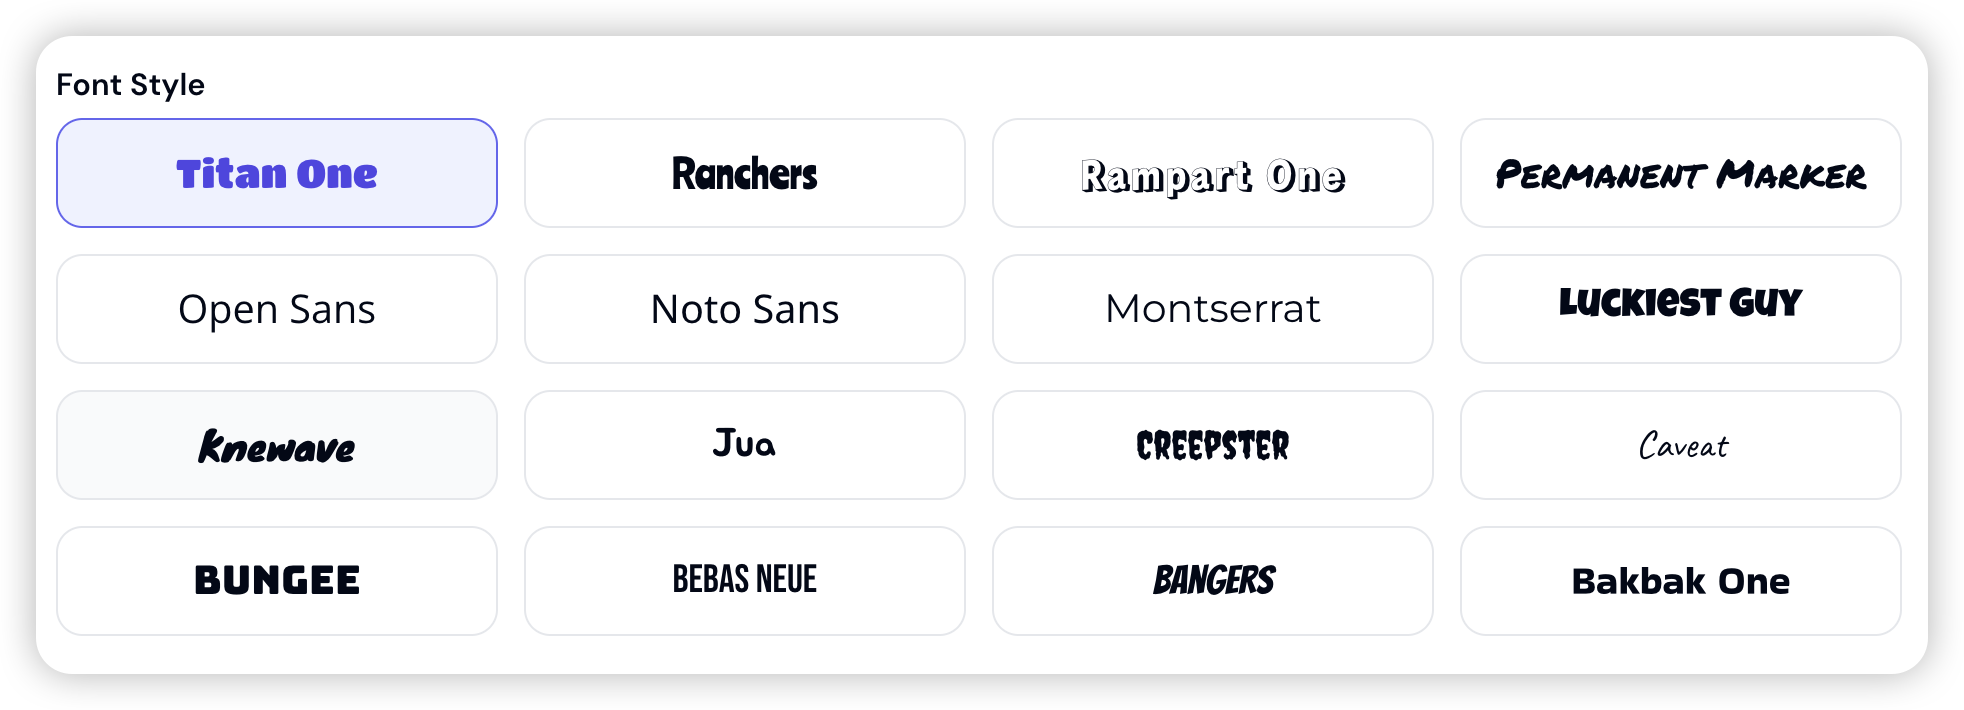 Font Style
Titan One
Ranchers
Rampart One
Permanent Marker
Open Sans
Noto Sans
Montserrat
Luckiest Guy
Knewave
Jua
CREEPSTER
Caveat
BUNGEE
BEBAS NEUE
BANGERS
Bakbak One